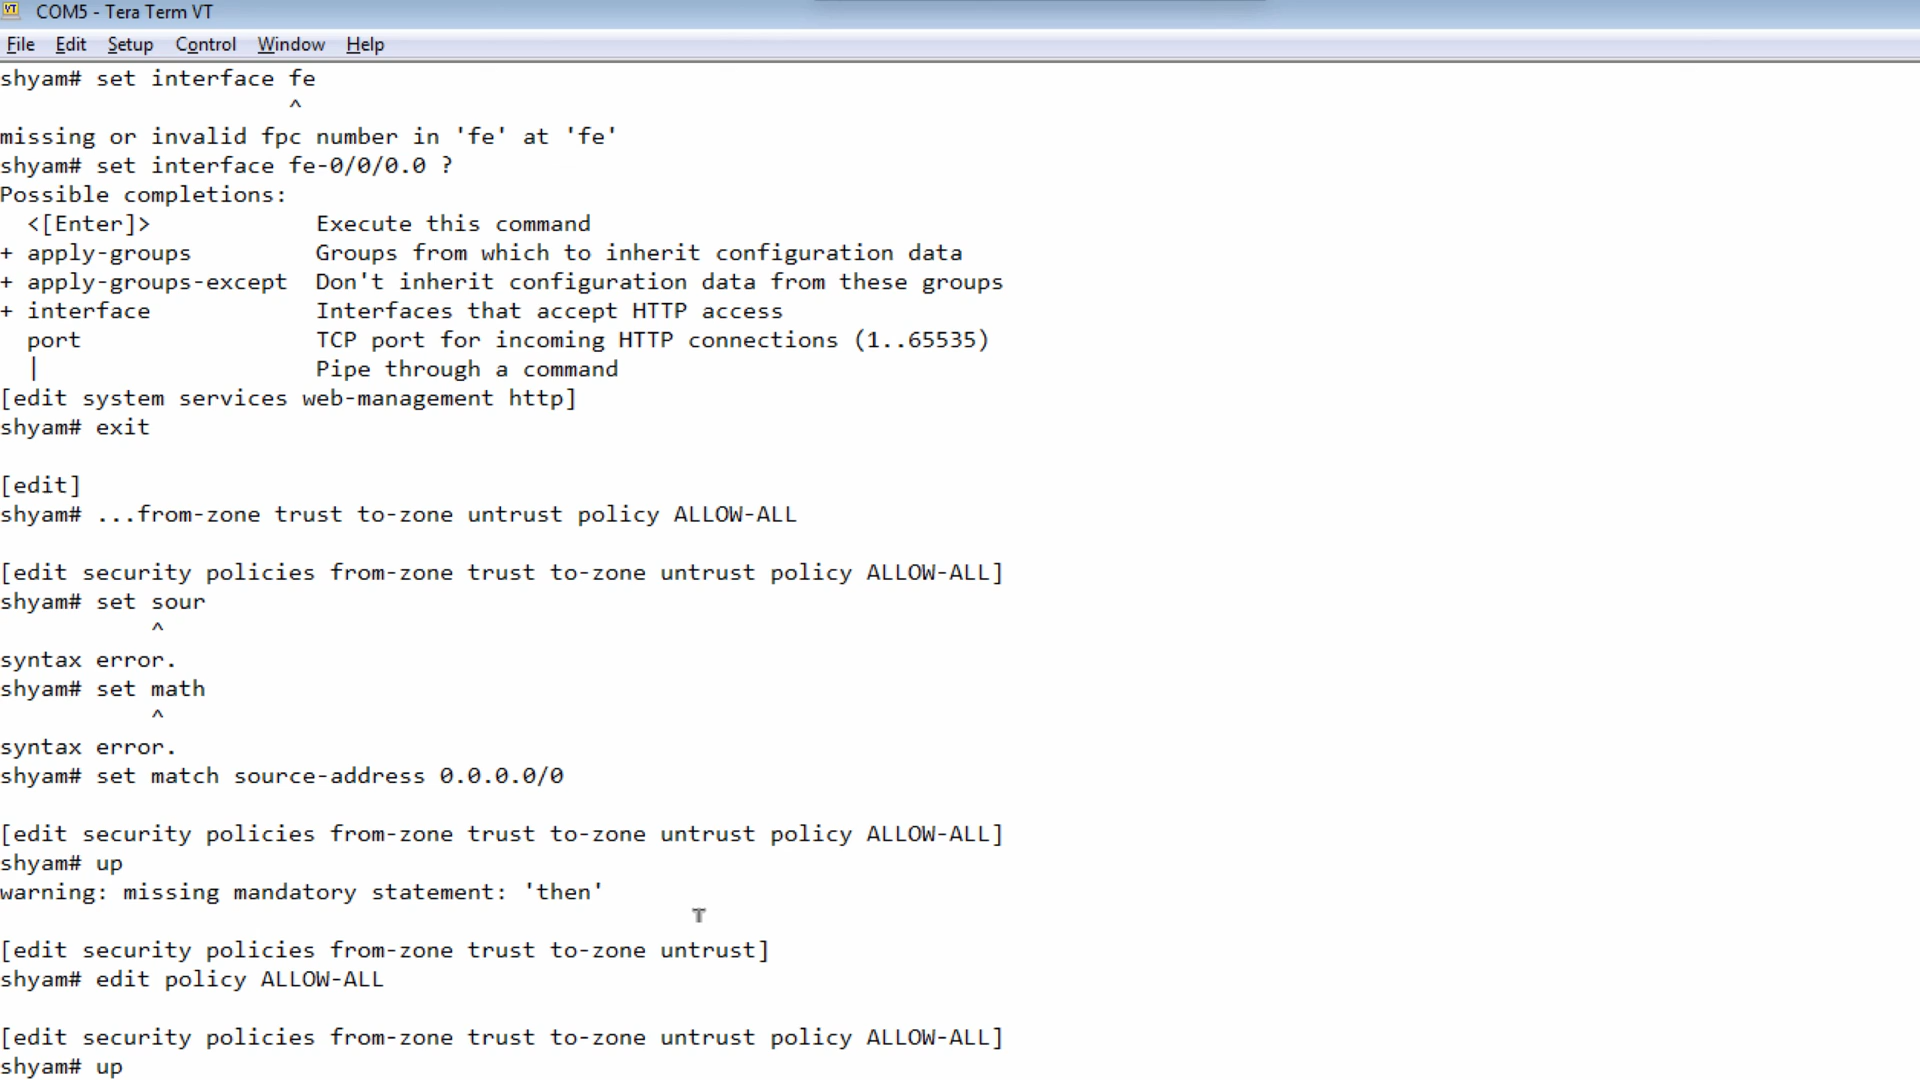 COM5 - Tera Term VT
File Edit Setup Control Window Help
shyam# set interface fe
^
missing or invalid fpc number in 'fe' at 'fe'
shyam# set interface fe-0/0/0.0 ?
Possible completions:
<[Enter]> Execute this command
+ apply-groups Groups from which to inherit configuration data
+ apply-groups-except Don't inherit configuration data from these groups
+ interface Interfaces that accept HTTP access
port TCP port for incoming HTTP connections (1..65535)
| Pipe through a command
[edit system services web-management http]
shyam# exit
[edit]
shyam# ...from-zone trust to-zone untrust policy ALLOW-ALL
[edit security policies from-zone trust to-zone untrust policy ALLOW-ALL]
shyam# set sour
^
syntax error.
shyam# set math
^
syntax error.
shyam# set match source-address 0.0.0.0/0
[edit security policies from-zone trust to-zone untrust policy ALLOW-ALL]
shyam# up
warning: missing mandatory statement: 'then'
[edit security policies from-zone trust to-zone untrust]
shyam# edit policy ALLOW-ALL
[edit security policies from-zone trust to-zone untrust policy ALLOW-ALL]
shyam# up